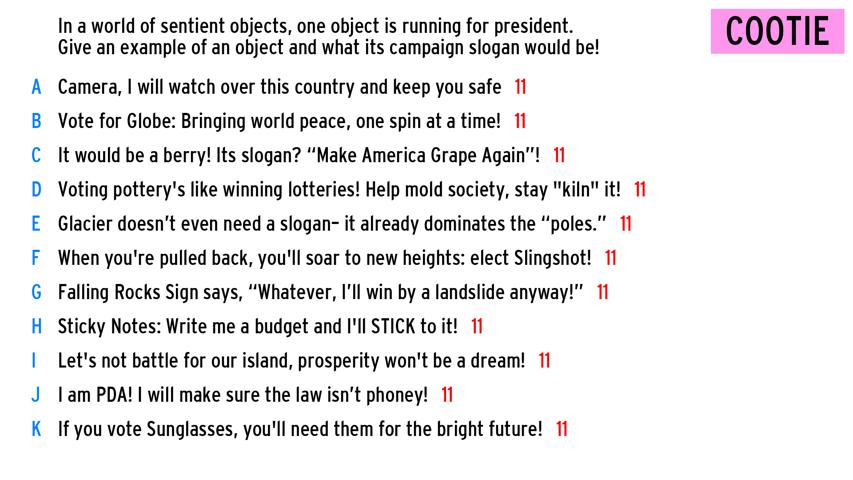 In a world of sentient objects, one object is running for president.
Give an example of an object and what its campaign slogan would be!
COOTIE
A Camera, I will watch over this country and keep you safe 11
B Vote for Globe: Bringing world peace, one spin at a time! 11
C It would be a berry! Its slogan? “Make America Grape Again”! 11
D Voting pottery's like winning lotteries! Help mold society, stay "kiln" it! 11
E Glacier doesn’t even need a slogan– it already dominates the “poles.” 11
F When you're pulled back, you'll soar to new heights: elect Slingshot! 11
G Falling Rocks Sign says, “Whatever, I’ll win by a landslide anyway!” 11
H Sticky Notes: Write me a budget and I'll STICK to it! 11
I Let's not battle for our island, prosperity won't be a dream! 11
J I am PDA! I will make sure the law isn’t phoney! 11
K If you vote Sunglasses, you'll need them for the bright future! 11